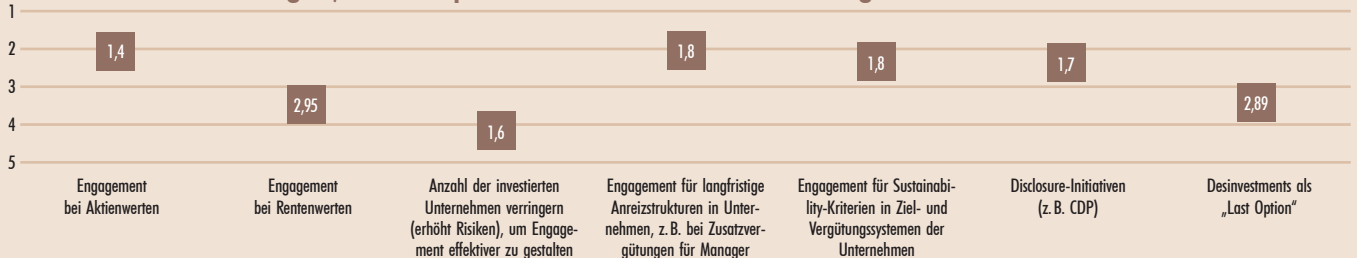 1
2
3
4
5
1,4
2,95
1,6
1,8
1,8
1,7
2,89
Engagement
bei Aktienwerten
Engagement
bei Rentenwerten
Anzahl der investierten
Unternehmen verringern
(erhöht Risiken), um Engage-
ment effektiver zu gestalten
Engagement für langfristige
Anreizstrukturen in Unter-
nehmen, z. B. bei Zusatzver-
gütungen für Manager
Engagement für Sustainabi-
lity-Kriterien in Ziel- und
Vergütungssystemen der
Unternehmen
Disclosure-Initiativen
(z. B. CDP)
Desinvestments als
„Last Option“